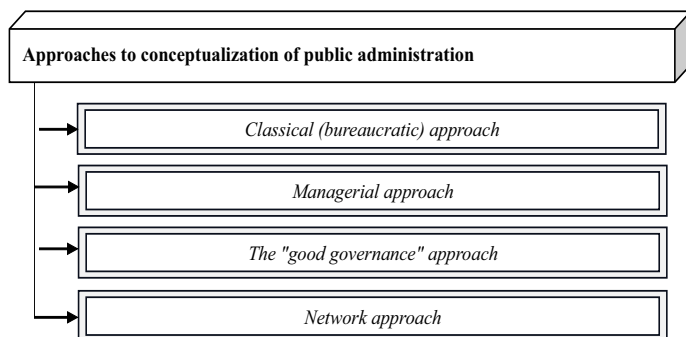 Approaches to conceptualization of public administration
Classical (bureaucratic) approach
Managerial approach
The "good governance" approach
Network approach